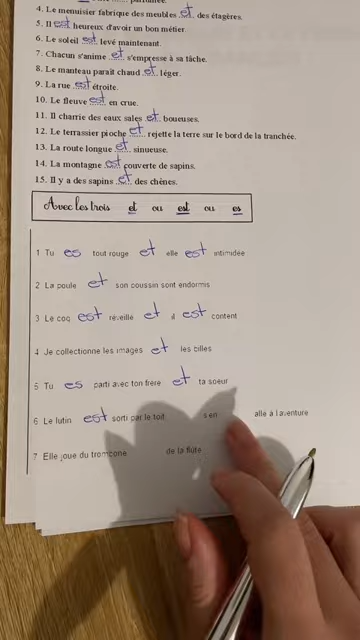 4. Le menuisier fabrique des meubles et des étagères.
5. Il est heureux d'avoir un bon métier.
6. Le soleil est levé maintenant.
7. Chacun s'anime et s'empresse à sa tâche.
8. Le manteau paraît chaud et léger.
9. La rue est étroite.
10. Le fleuve est en crue.
11. Il charrie des eaux sales et boueuses.
12. Le terrassier pioche et rejette la terre sur le bord de la tranchée.
13. La route longue et sinueuse.
14. La montagne est couverte de sapins.
15. Il y a des sapins et des chênes.
Avec les trois et ou est ou es
1 Tu es tout rouge et elle est intimidée
2 La poule et son poussin sont endormis
3 Le coq est réveillé et il est content
4 Je collectionne les images et les billes
5 Tu es parti avec ton frère et ta soeur
6 Le lutin est sorti par le toit s'en allé à l'aventure
7 Elle joue du trombone de la flûte